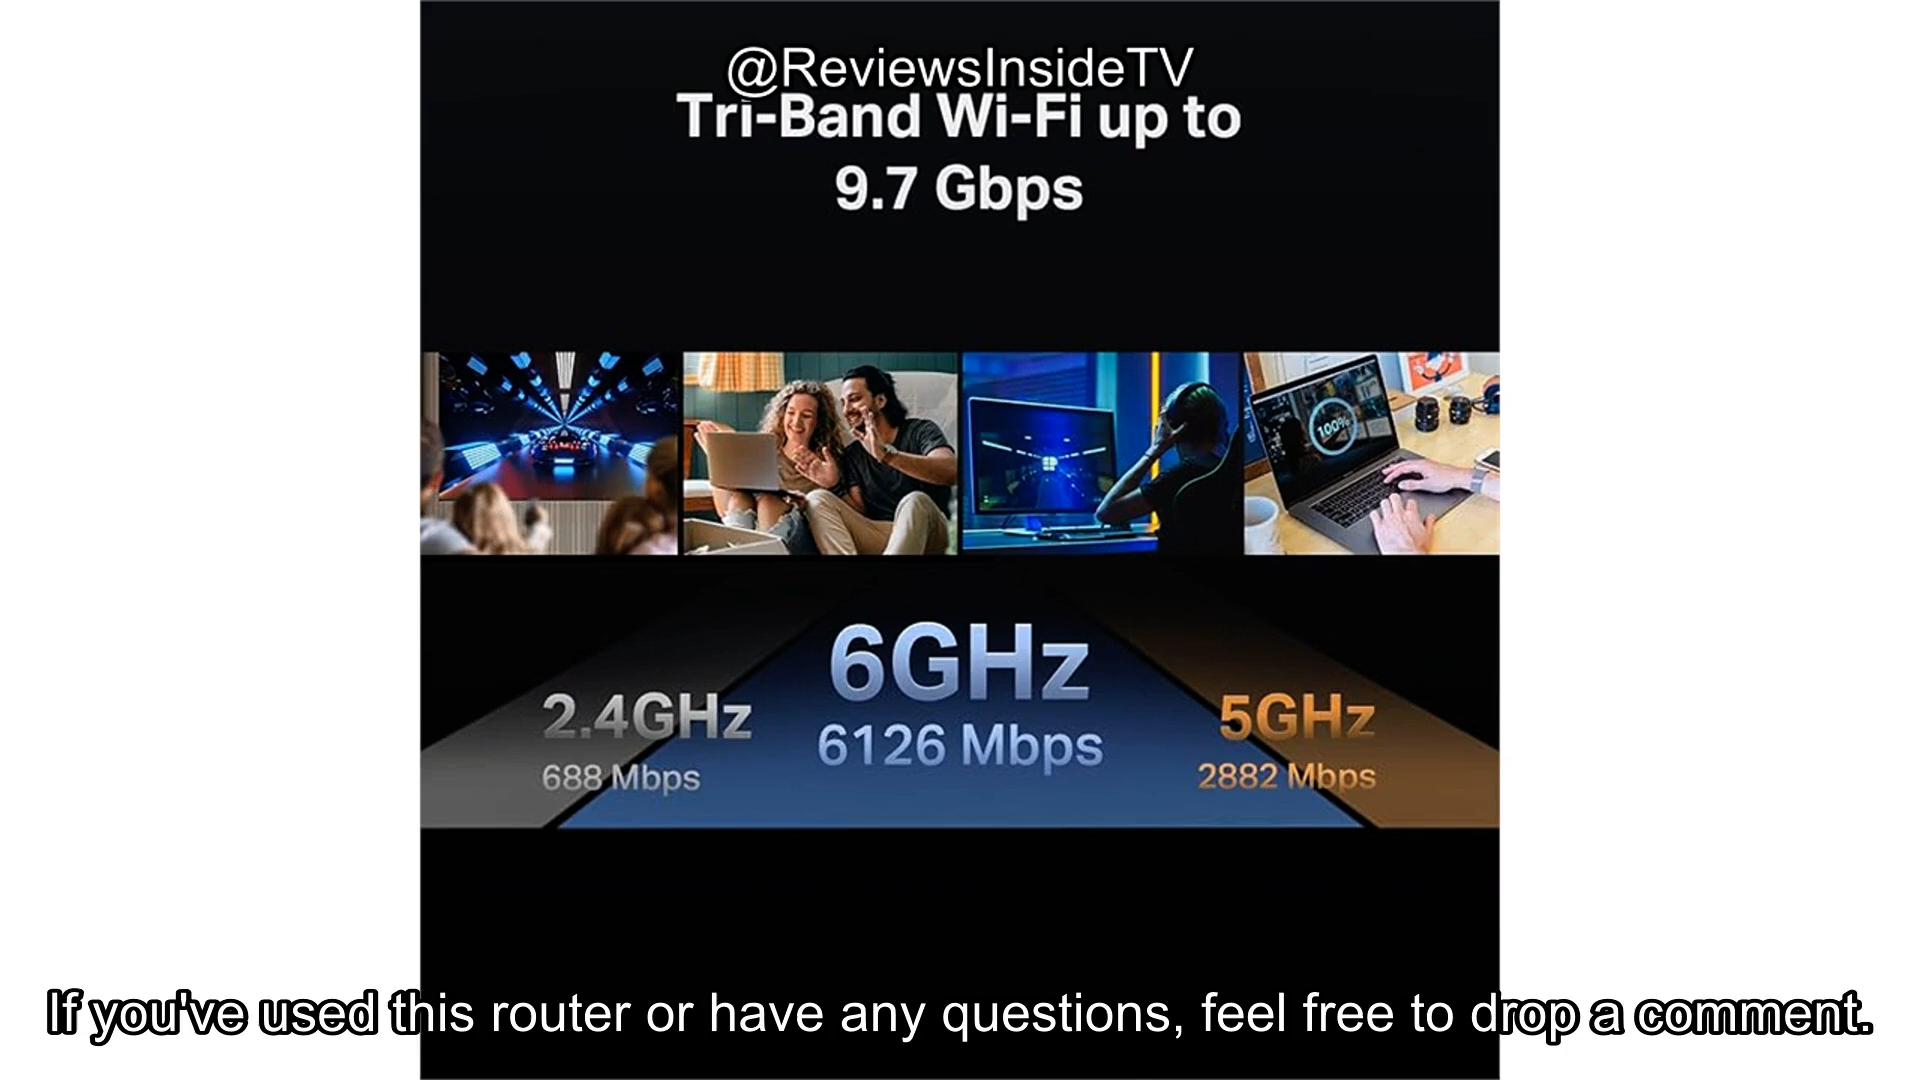 @ReviewsInsideTV
Tri-Band Wi-Fi up to
9.7 Gbps
100%
6GHz
6126 Mbps
2.4GHz
688 Mbps
5GHz
2882 Mbps
If you've used this router or have any questions, feel free to drop a comment.